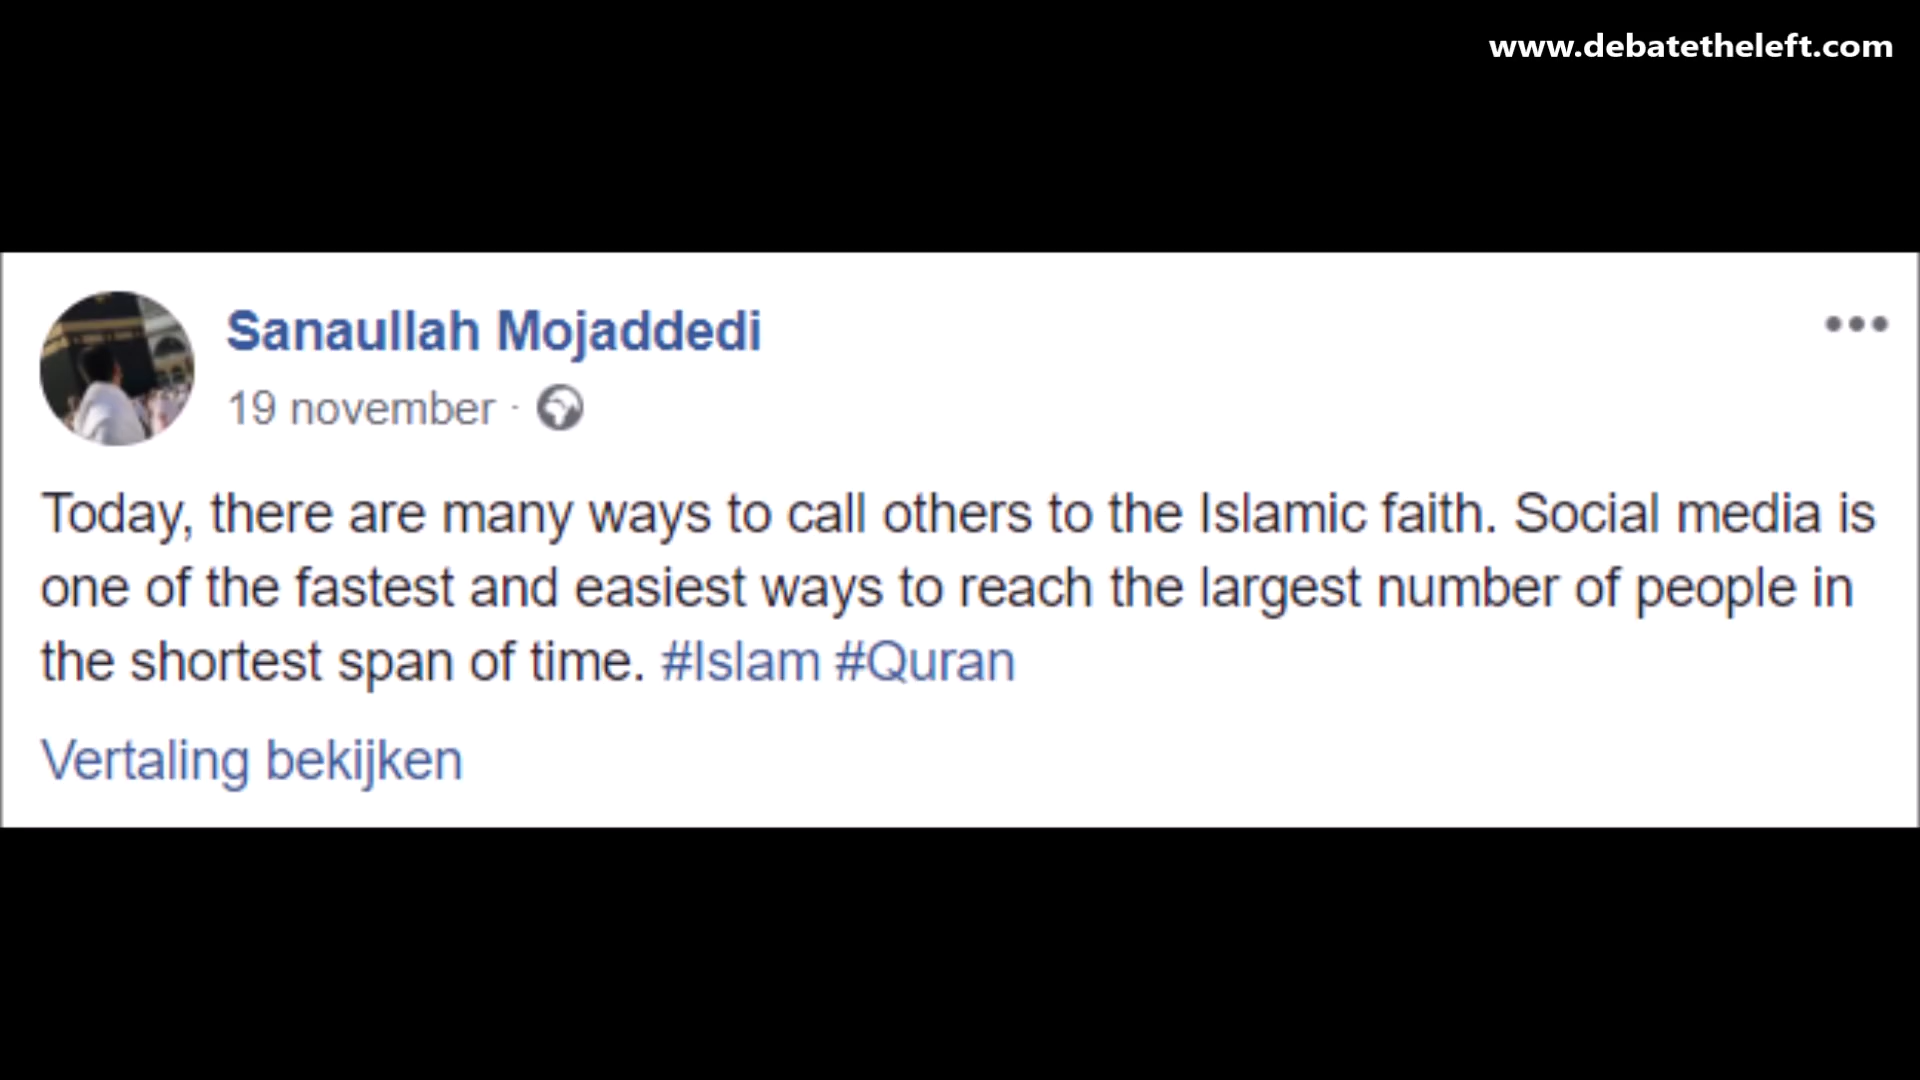 www.debatetheleft.com
Sanaullah Mojaddedi
19 november ·
Today, there are many ways to call others to the Islamic faith. Social media is
one of the fastest and easiest ways to reach the largest number of people in
the shortest span of time. #Islam #Quran
Vertaling bekijken